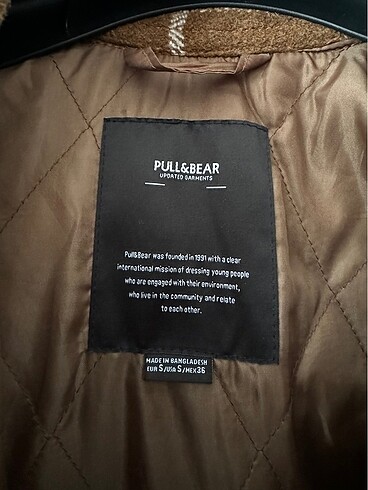 PULL&BEAR
UPDATED GARMENTS
Pull&Bear was founded in 1991 with a clear
international mission of dressing young people
who are engaged with their environment,
who live in the community and relate
to each other.
MADE IN BANGLADESH
EUR S/USA S/MEX36